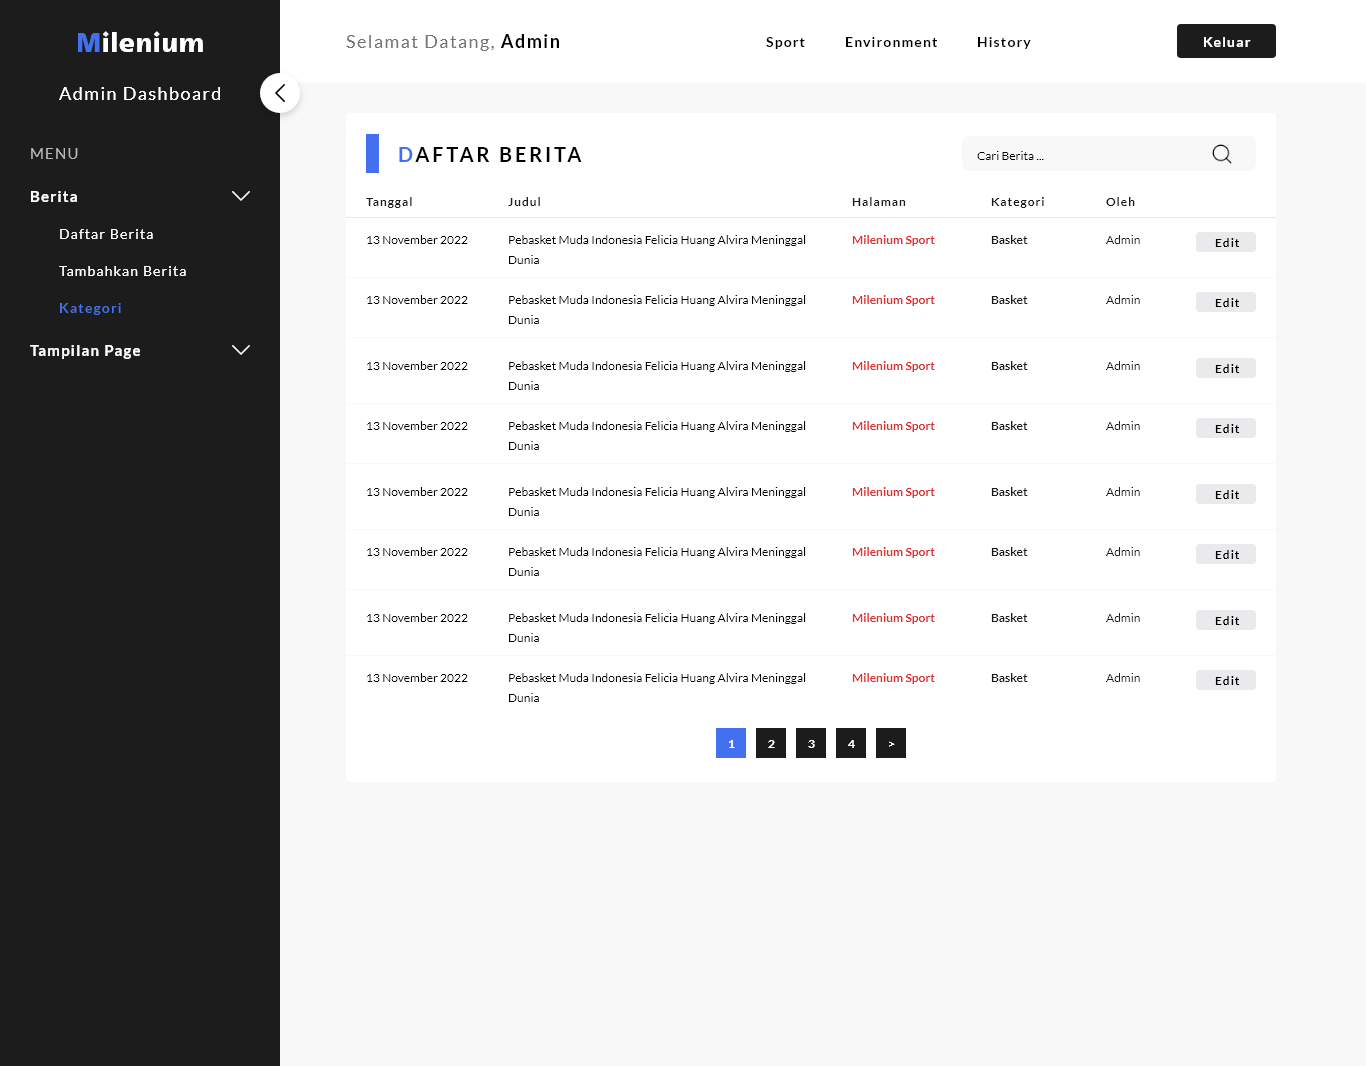 Milenium
Admin Dashboard
MENU
Berita
Daftar Berita
Tambahkan Berita
Kategori
Tampilan Page
Selamat Datang, Admin
Sport Environment History
Keluar
DAFTAR BERITA
Cari Berita ...
Tanggal Judul Halaman Kategori Oleh
13 November 2022 Pebasket Muda Indonesia Felicia Huang Alvira Meninggal Milenium Sport Basket Admin Edit
Dunia
13 November 2022 Pebasket Muda Indonesia Felicia Huang Alvira Meninggal Milenium Sport Basket Admin Edit
Dunia
13 November 2022 Pebasket Muda Indonesia Felicia Huang Alvira Meninggal Milenium Sport Basket Admin Edit
Dunia
13 November 2022 Pebasket Muda Indonesia Felicia Huang Alvira Meninggal Milenium Sport Basket Admin Edit
Dunia
13 November 2022 Pebasket Muda Indonesia Felicia Huang Alvira Meninggal Milenium Sport Basket Admin Edit
Dunia
13 November 2022 Pebasket Muda Indonesia Felicia Huang Alvira Meninggal Milenium Sport Basket Admin Edit
Dunia
13 November 2022 Pebasket Muda Indonesia Felicia Huang Alvira Meninggal Milenium Sport Basket Admin Edit
Dunia
13 November 2022 Pebasket Muda Indonesia Felicia Huang Alvira Meninggal Milenium Sport Basket Admin Edit
Dunia
1 2 3 4 >